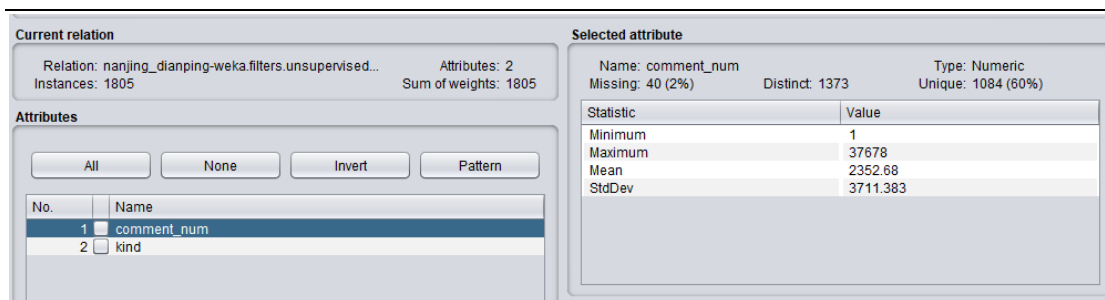 Current relation
Relation: nanjing_dianping-weka.filters.unsupervised... Attributes: 2
Instances: 1805 Sum of weights: 1805
Attributes
All None Invert Pattern
No. Name
1 comment_num
2 kind
Selected attribute
Name: comment_num Type: Numeric
Missing: 40 (2%) Distinct: 1373 Unique: 1084 (60%)
Statistic Value
Minimum 1
Maximum 37678
Mean 2352.68
StdDev 3711.383